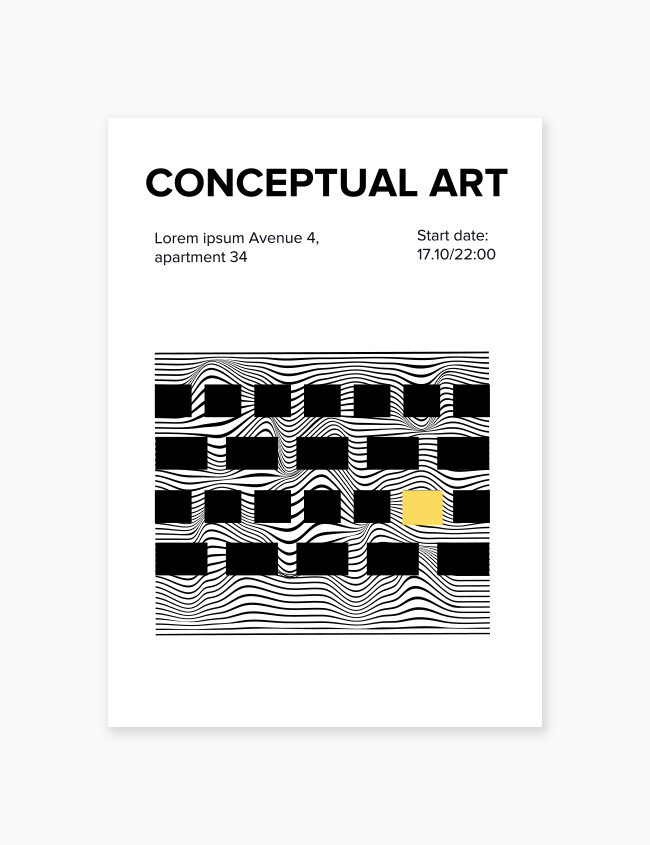 CONCEPTUAL ART
Lorem ipsum Avenue 4,
apartment 34
Start date:
17.10/22:00